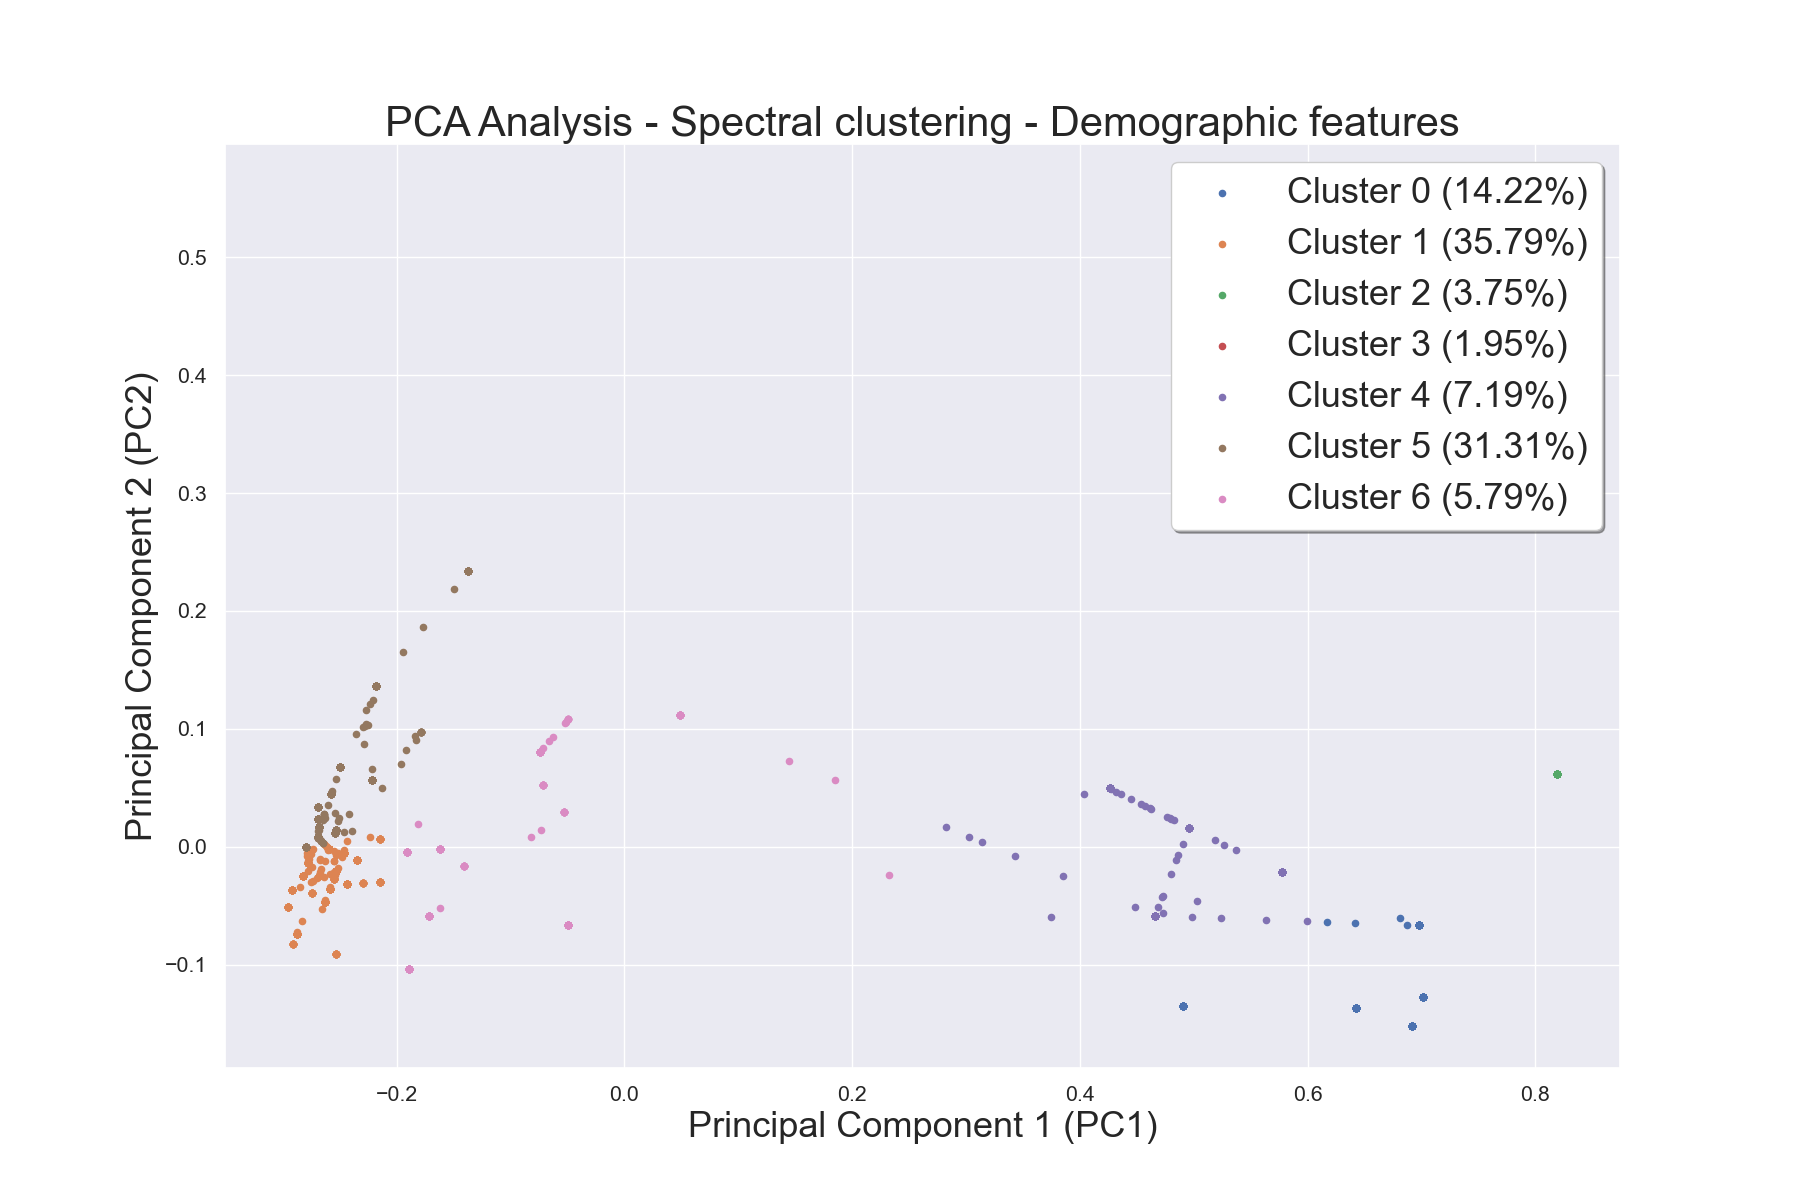 PCA Analysis - Spectral clustering - Demographic features
Cluster 0 (14.22%)
Cluster 1 (35.79%)
Cluster 2 (3.75%)
Cluster 3 (1.95%)
Cluster 4 (7.19%)
Cluster 5 (31.31%)
Cluster 6 (5.79%)
Principal Component 2 (PC2)
0.5
0.4
0.3
0.2
0.1
0.0
−0.1
−0.2
0.0
0.2
0.4
0.6
0.8
Principal Component 1 (PC1)